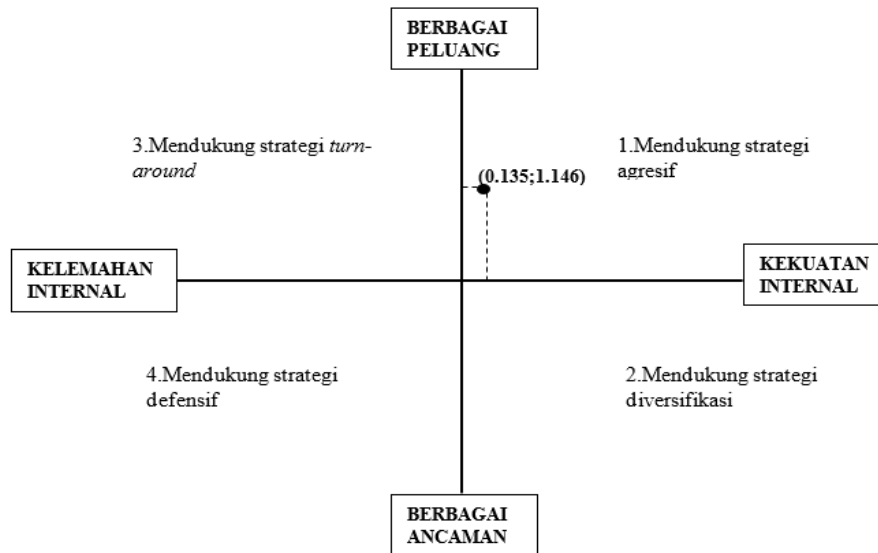 BERBAGAI
PELUANG
3.Mendukung strategi turn-
around
1.Mendukung strategi
agresif
(0.135;1.146)
KELEMAHAN
INTERNAL
KEKUATAN
INTERNAL
4.Mendukung strategi
defensif
2.Mendukung strategi
diversifikasi
BERBAGAI
ANCAMAN